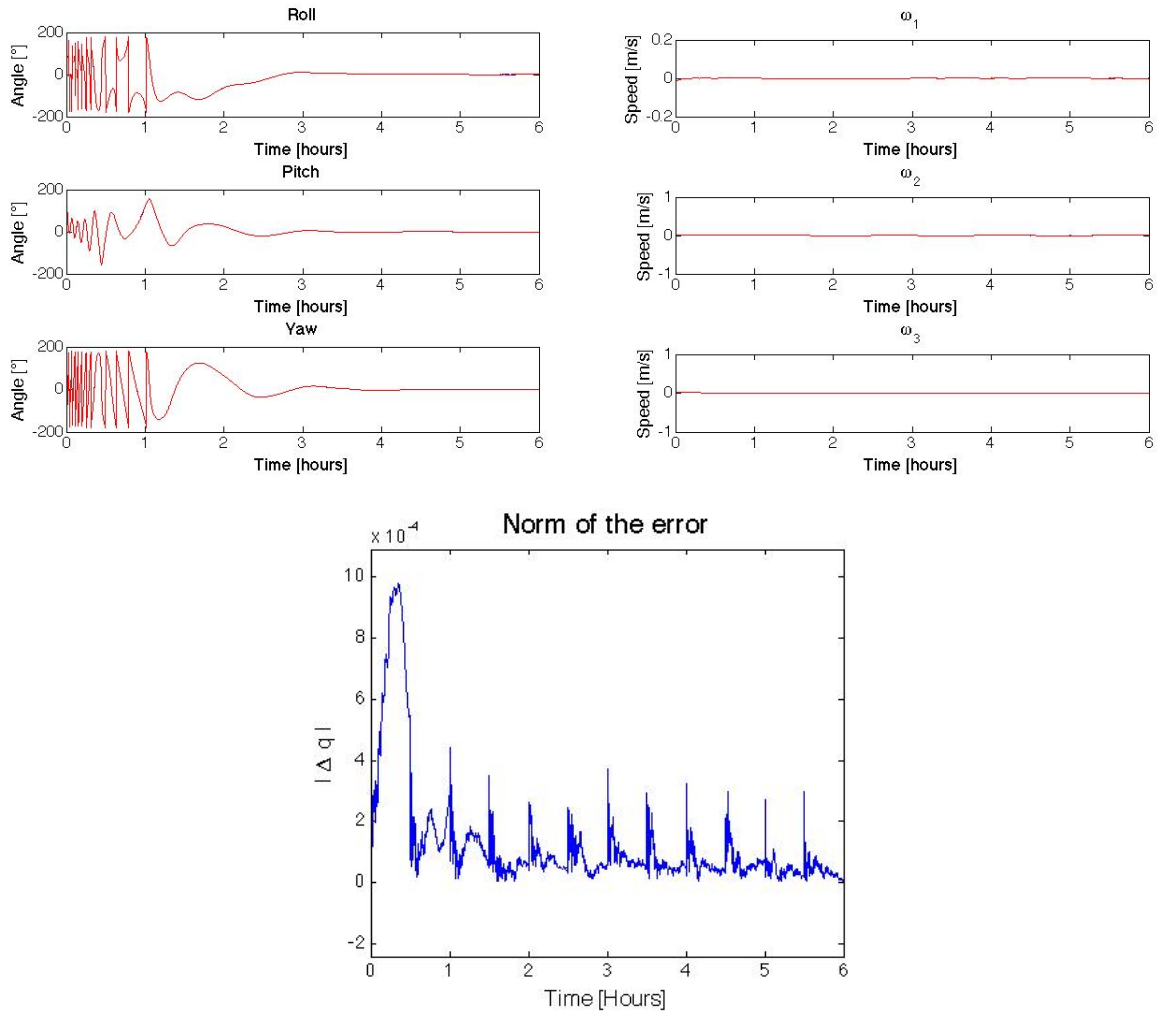 Roll
200
0
-200
Angle [°]
0 1 2 3 4 5 6
Time [hours]
Pitch
200
0
-200
Angle [°]
0 1 2 3 4 5 6
Time [hours]
Yaw
200
0
-200
Angle [°]
0 1 2 3 4 5 6
Time [hours]
ω1
0.2
0
-0.2
Speed [m/s]
0 1 2 3 4 5 6
Time [hours]
ω2
1
0
-1
Speed [m/s]
0 1 2 3 4 5 6
Time [hours]
ω3
1
0
-1
Speed [m/s]
0 1 2 3 4 5 6
Time [hours]
Norm of the error
x 10-4
10
8
6
4
2
0
-2
| Δ q |
0 1 2 3 4 5 6
Time [Hours]